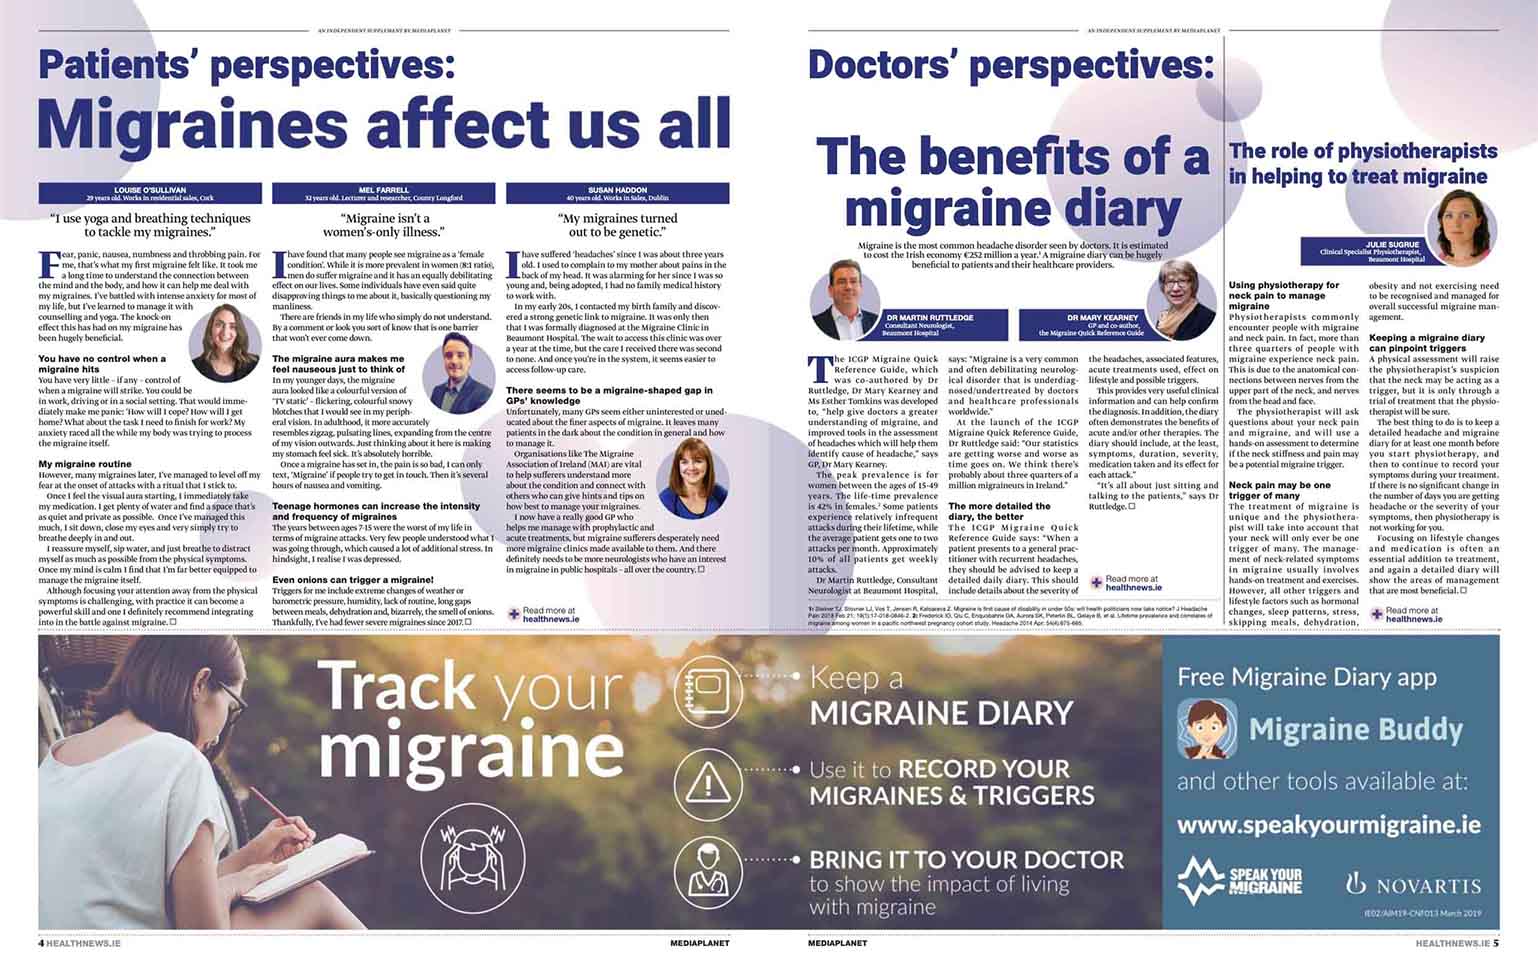 AN INDEPENDENT SUPPLEMENT BY MEDIAPLANET
Patients’ perspectives:
Migraines affect us all
LOUISE O’SULLIVAN
29 years old. Works in residential sales, Cork
“I use yoga and breathing techniques
to tackle my migraines.”
Fear, panic, nausea, numbness and throbbing pain. For
me, that’s what my first migraine felt like. It took me
a long time to understand the connection between
the mind and the body, and how it can help me deal with
my migraines. I’ve battled with intense anxiety for most of
my life, but I’ve learned to manage it with
counselling and yoga. The knock-on
effect this has had on my migraine has
been hugely beneficial.
You have no control when a
migraine hits
You have very little – if any – control of
when a migraine will strike. You could be
in work, driving or in a social setting. That would imme-
diately make me panic: ‘How will I cope? How will I get
home? What about the task I need to finish for work? My
anxiety raced all the while my body was trying to process
the migraine itself.
My migraine routine
However, many migraines later, I’ve managed to level off my
fear at the onset of attacks with a ritual that I stick to.
Once I feel the visual aura starting, I immediately take
my medication. I get plenty of water and find a space that’s
as quiet and private as possible. Once I’ve managed this
much, I sit down, close my eyes and very simply try to
breathe deeply in and out.
I reassure myself, sip water, and just breathe to distract
myself as much as possible from the physical symptoms.
Once my mind is calm I find that I’m far better equipped to
manage the migraine itself.
Although focusing your attention away from the physical
symptoms is challenging, with practice it can become a
powerful skill and one I definitely recommend integrating
into in the battle against migraine.
MEL FARRELL
32 years old. Lecturer and researcher, County Longford
“Migraine isn’t a
women’s-only illness.”
I have found that many people see migraine as a ‘female
condition’. While it is more prevalent in women (8:1 ratio),
men do suffer migraine and it has an equally debilitating
effect on our lives. Some individuals have even said quite
disapproving things to me about it, basically questioning my
manliness.
There are friends in my life who simply do not understand.
By a comment or look you sort of know that is one barrier
that won’t ever come down.
The migraine aura makes me
feel nauseous just to think of
In my younger days, the migraine
aura looked like a colourful version of
‘TV static’ – flickering, colourful snowy
blotches that I would see in my periph-
eral vision. In adulthood, it more accurately
resembles zigzag, pulsating lines, expanding from the centre
of my vision outwards. Just thinking about it here is making
my stomach feel sick. It’s absolutely horrible.
Once a migraine has set in, the pain is so bad, I can only
text, ‘Migraine’ if people try to get in touch. Then it’s several
hours of nausea and vomiting.
Teenage hormones can increase the intensity
and frequency of migraines
The years between ages 7-15 were the worst of my life in
terms of migraine attacks. Very few people understood what I
was going through, which caused a lot of additional stress. In
hindsight, I realise I was depressed.
Even onions can trigger a migraine!
Triggers for me include extreme changes of weather or
barometric pressure, humidity, lack of routine, long gaps
between meals, dehydration and, bizarrely, the smell of onions.
Thankfully, I’ve had fewer severe migraines since 2017.
SUSAN HADDON
40 years old. Works in Sales, Dublin
“My migraines turned
out to be genetic.”
I have suffered ‘headaches’ since I was about three years
old. I used to complain to my mother about pains in the
back of my head. It was alarming for her since I was so
young and, being adopted, I had no family medical history
to work with.
In my early 20s, I contacted my birth family and discov-
ered a strong genetic link to migraine. It was only then
that I was formally diagnosed at the Migraine Clinic in
Beaumont Hospital. The wait to access this clinic was over
a year at the time, but the care I received there was second
to none. And once you’re in the system, it seems easier to
access follow-up care.
There seems to be a migraine-shaped gap in
GPs’ knowledge
Unfortunately, many GPs seem either uninterested or uned-
ucated about the finer aspects of migraine. It leaves many
patients in the dark about the condition in general and how
to manage it.
Organisations like The Migraine
Association of Ireland (MAI) are vital
to help sufferers understand more
about the condition and connect with
others who can give hints and tips on
how best to manage your migraines.
I now have a really good GP who
helps me manage with prophylactic and
acute treatments, but migraine sufferers desperately need
more migraine clinics made available to them. And there
definitely needs to be more neurologists who have an interest
in migraine in public hospitals – all over the country.
Read more at
healthnews.ie
AN INDEPENDENT SUPPLEMENT BY MEDIAPLANET
Doctors’ perspectives:
The benefits of a
migraine diary
Migraine is the most common headache disorder seen by doctors. It is estimated
to cost the Irish economy €252 million a year.¹ A migraine diary can be hugely
beneficial to patients and their healthcare providers.
DR MARTIN RUTTLEDGE
Consultant Neurologist,
Beaumont Hospital
DR MARY KEARNEY
GP and co-author,
the Migraine Quick Reference Guide
The ICGP Migraine Quick
Reference Guide, which
was co-authored by Dr
Ruttledge, Dr Mary Kearney and
Ms Esther Tomkins was developed
to, “help give doctors a greater
understanding of migraine, and
improved tools in the assessment
of headaches which will help them
identify cause of headache,” says
GP, Dr Mary Kearney.
The peak prevalence is for
women between the ages of 15-49
years. The life-time prevalence
is 42% in females.² Some patients
experience relatively infrequent
attacks during their lifetime, while
the average patient gets one to two
attacks per month. Approximately
10% of all patients get weekly
attacks.
Dr Martin Ruttledge, Consultant
Neurologist at Beaumont Hospital,
says: “Migraine is a very common
and often debilitating neurolog-
ical disorder that is underdiag-
nosed/undertreated by doctors
and healthcare professionals
worldwide.”
At the launch of the ICGP
Migraine Quick Reference Guide,
Dr Ruttledge said: “Our statistics
are getting worse and worse as
time goes on. We think there’s
probably about three quarters of a
million migraineurs in Ireland.”
The more detailed the
diary, the better
The ICGP Migraine Quick
Reference Guide says: “When a
patient presents to a general prac-
titioner with recurrent headaches,
they should be advised to keep a
detailed daily diary. This should
include details about the severity of
the headaches, associated features,
acute treatments used, effect on
lifestyle and possible triggers.
This provides very useful clinical
information and can help confirm
the diagnosis. In addition, the diary
often demonstrates the benefits of
acute and/or other therapies. The
diary should include, at the least,
symptoms, duration, severity,
medication taken and its effect for
each attack.”
“It’s all about just sitting and
talking to the patients,” says Dr
Ruttledge.
Read more at
healthnews.ie
1: Steiner TJ, Stovner LJ, Vos T, Jensen R, Katsarava Z. Migraine is first cause of disability in under 50s: will health politicians now take notice? J Headache
Pain 2018 Feb 21; 19(1):17-018-0846-2. 2: Frederick IO, Qiu C, Enquobahrie DA, Aurora SK, Peterlin BL, Gelaye B, et al. Lifetime prevalence and correlates of
migraine among women in a pacific northwest pregnancy cohort study. Headache 2014 Apr; 54(4):675-685.
The role of physiotherapists
in helping to treat migraine
JULIE SUGRUE
Clinical Specialist Physiotherapist,
Beaumont Hospital
Using physiotherapy for
neck pain to manage
migraine
Physiotherapists commonly
encounter people with migraine
and neck pain. In fact, more than
three quarters of people with
migraine experience neck pain.
This is due to the anatomical con-
nections between nerves from the
upper part of the neck, and nerves
from the head and face.
The physiotherapist will ask
questions about your neck pain
and migraine, and will use a
hands-on assessment to determine
if the neck stiffness and pain may
be a potential migraine trigger.
Neck pain may be one
trigger of many
The treatment of migraine is
unique and the physiothera-
pist will take into account that
your neck will only ever be one
trigger of many. The manage-
ment of neck-related symptoms
in migraine usually involves
hands-on treatment and exercises.
However, all other triggers and
lifestyle factors such as hormonal
changes, sleep patterns, stress,
skipping meals, dehydration,
obesity and not exercising need
to be recognised and managed for
overall successful migraine man-
agement.
Keeping a migraine diary
can pinpoint triggers
A physical assessment will raise
the physiotherapist’s suspicion
that the neck may be acting as a
trigger, but it is only through a
trial of treatment that the physio-
therapist will be sure.
The best thing to do is to keep a
detailed headache and migraine
diary for at least one month before
you start physiotherapy, and
then to continue to record your
symptoms during your treatment.
If there is no significant change in
the number of days you are getting
headache or the severity of your
symptoms, then physiotherapy is
not working for you.
Focusing on lifestyle changes
and medication is often an
essential addition to treatment,
and again a detailed diary will
show the areas of management
that are most beneficial.
Read more at
healthnews.ie
Track your
migraine
Keep a
MIGRAINE DIARY
Use it to RECORD YOUR
MIGRAINES & TRIGGERS
BRING IT TO YOUR DOCTOR
to show the impact of living
with migraine
Free Migraine Diary app
Migraine Buddy
and other tools available at:
www.speakyourmigraine.ie
SPEAK YOUR
MIGRAINE
NOVARTIS
IE02/AIM19-CNF013 March 2019
4 HEALTHNEWS.IE
MEDIAPLANET
MEDIAPLANET
HEALTHNEWS.IE 5